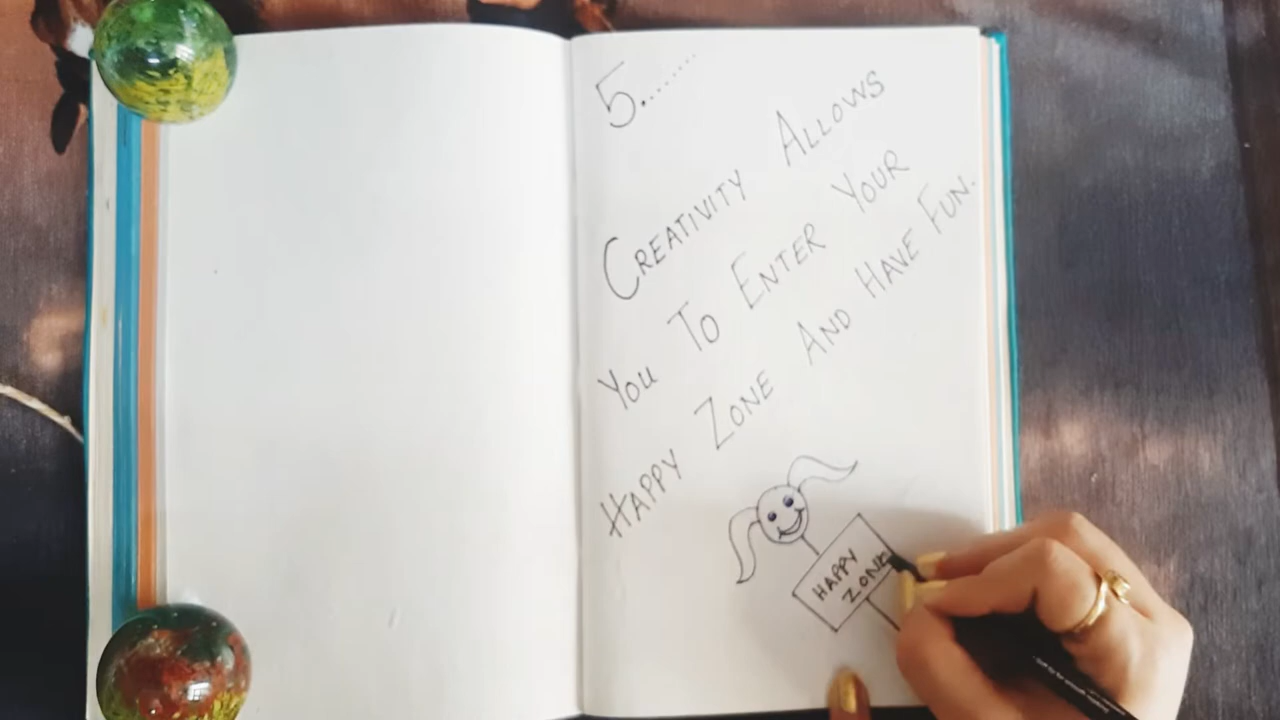 5........
CREATIVITY ALLOWS
YOU TO ENTER YOUR
HAPPY ZONE AND HAVE FUN.
HAPPY
ZONE